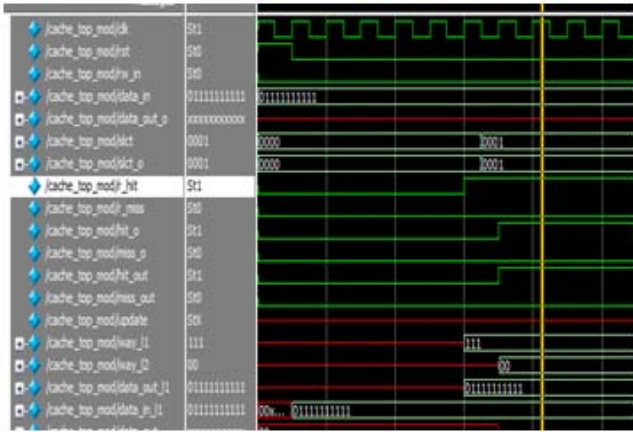 /cache_top_mod/clk St1
/cache_top_mod/rst St0
/cache_top_mod/rw_in St0
/cache_top_mod/data_in 01111111111 01111111111
/cache_top_mod/data_out_o xxxxxxxxxxx
/cache_top_mod/slct 0001 0000 0001
/cache_top_mod/slct_o 0001 0000 0001
/cache_top_mod/r_hit St1
/cache_top_mod/r_miss St0
/cache_top_mod/hit_o St1
/cache_top_mod/miss_o St0
/cache_top_mod/hit_out St1
/cache_top_mod/miss_out St0
/cache_top_mod/update StX
/cache_top_mod/way_l1 111 111
/cache_top_mod/way_l2 00 00
/cache_top_mod/data_out_l1 01111111111 01111111111
/cache_top_mod/data_in_l1 01111111111 00x... 01111111111